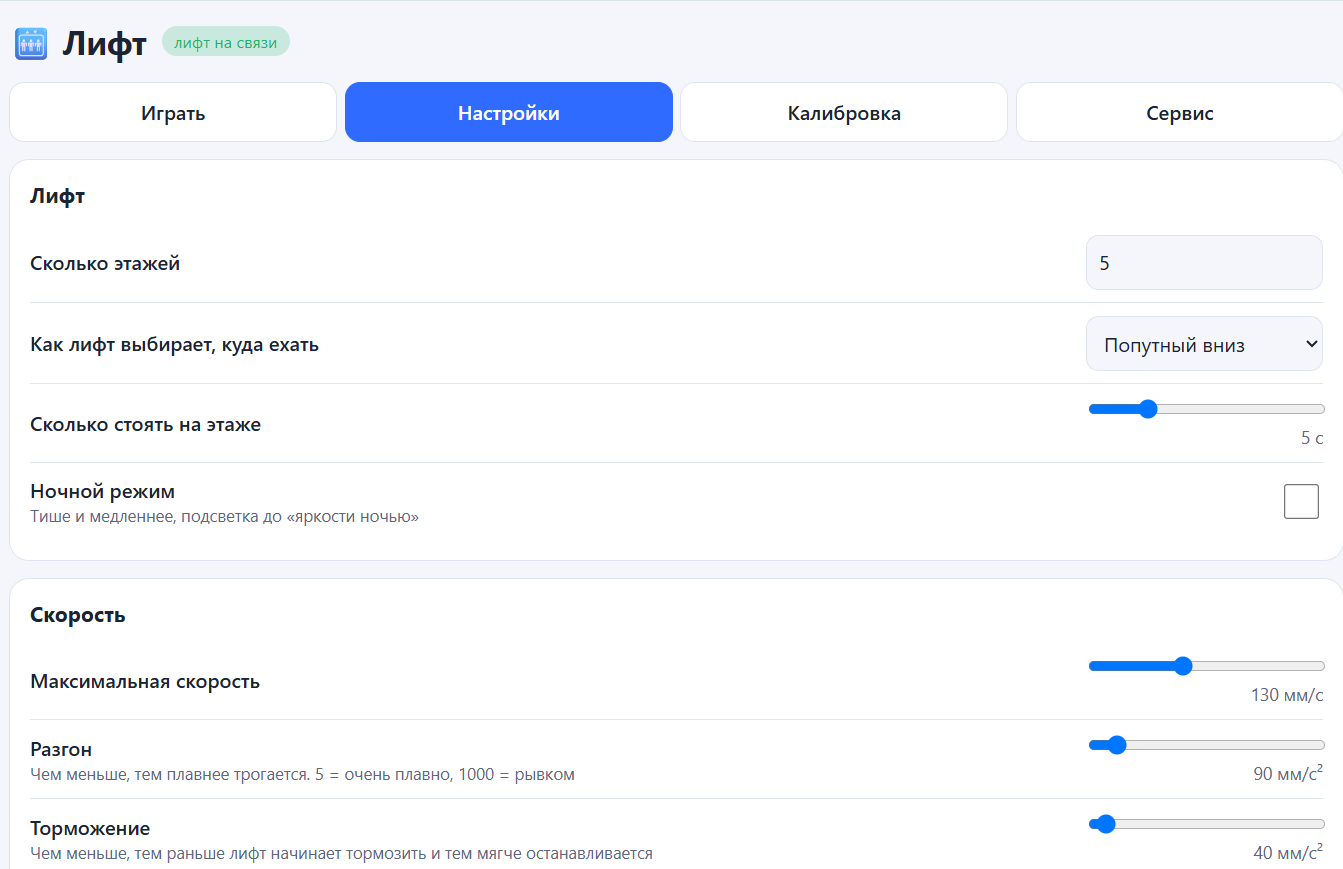 Лифт лифт на связи
Играть Настройки Калибровка Сервис
Лифт
Сколько этажей 5
Как лифт выбирает, куда ехать Попутный вниз
Сколько стоять на этаже
5 с
Ночной режим
Тише и медленнее, подсветка до «яркости ночью»
Скорость
Максимальная скорость
130 мм/с
Разгон
Чем меньше, тем плавнее трогается. 5 = очень плавно, 1000 = рывком
90 мм/с²
Торможение
Чем меньше, тем раньше лифт начинает тормозить и тем мягче останавливается
40 мм/с²